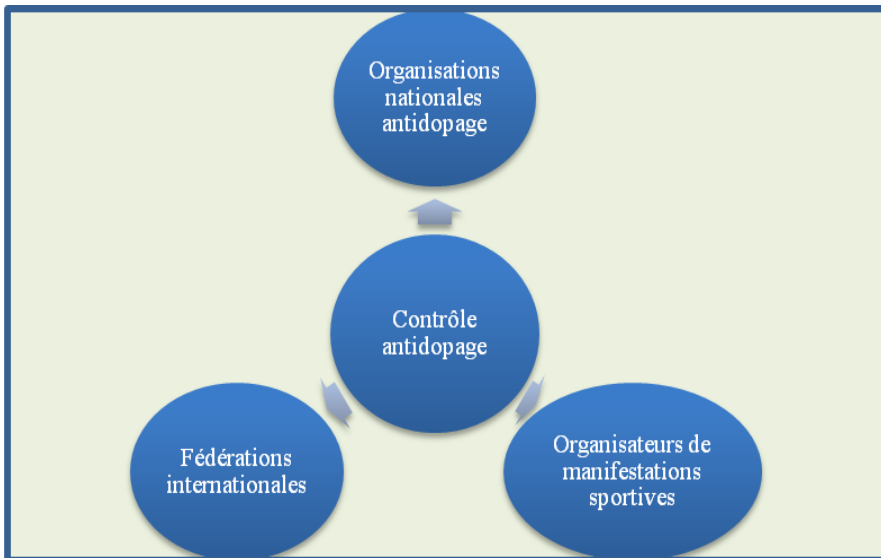 Organisations
nationales
antidopage
Contrôle
antidopage
Fédérations
internationales
Organisateurs de
manifestations
sportives